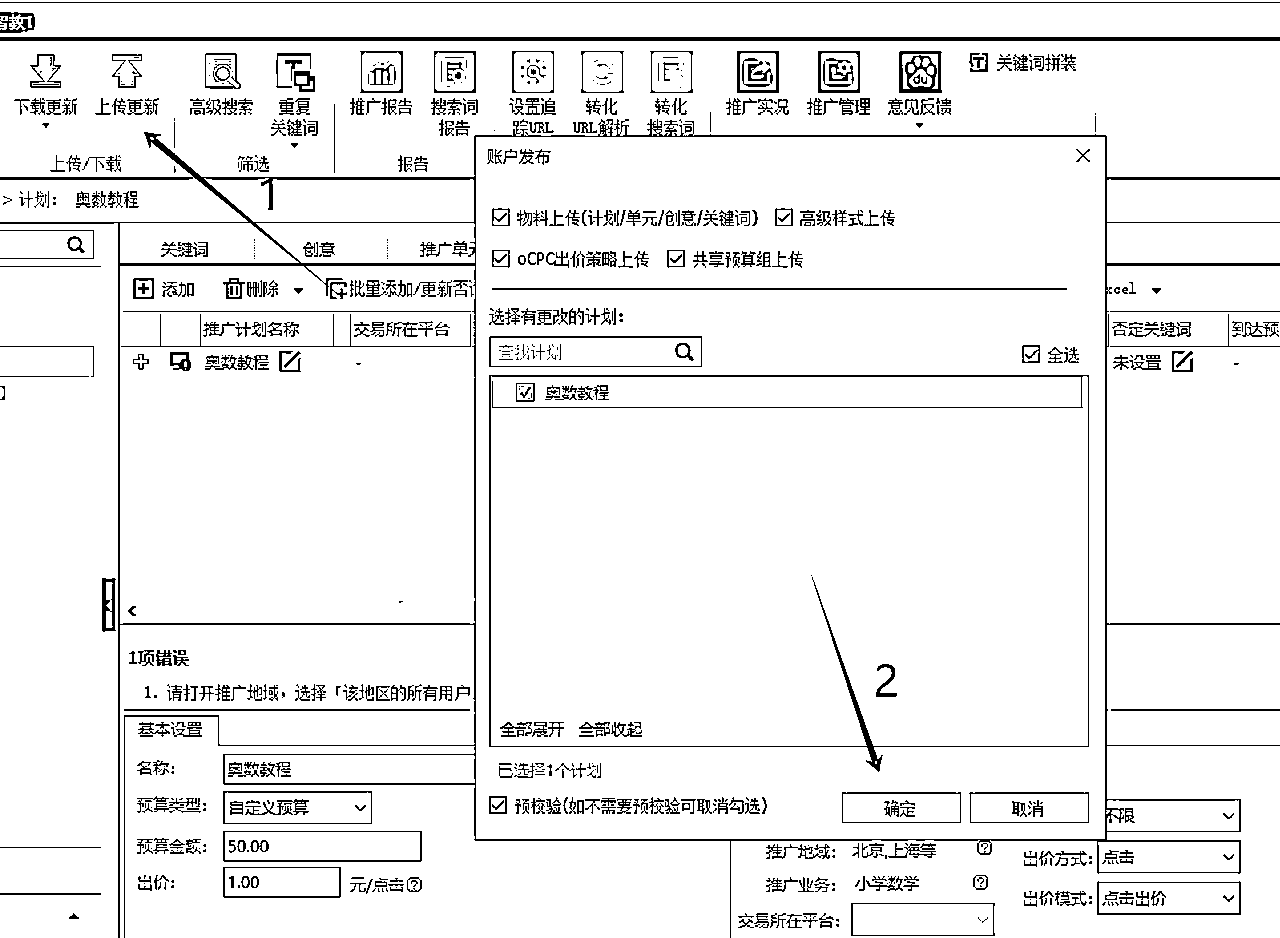 下载更新 上传更新 高级搜索 重复关键词 推广报告 搜索词报告 设置追踪URL 转化URL解析 转化搜索词 推广实况 推广管理 意见反馈 关键词拼装
上传/下载 筛选 报告
1
> 计划： 奥数教程
关键词 创意 推广单元
添加 删除 批量添加/更新否 xcel
推广计划名称 交易所在平台 否定关键词 到达预
奥数教程 - 未设置 -
账户发布
物料上传(计划/单元/创意/关键词) 高级样式上传
oCPC出价策略上传 共享预算组上传
选择有更改的计划：
查找计划 全选
奥数教程
2
全部展开 全部收起
已选择1个计划
预校验(如不需要预校验可取消勾选) 确定 取消
1项错误
1. 请打开推广地域，选择「该地区的所有用户
基本设置
名称： 奥数教程
预算类型： 自定义预算 不限
预算金额： 50.00 推广地域： 北京,上海等 出价方式： 点击
出价： 1.00 元/点击 推广业务： 小学数学 出价模式： 点击出价
交易所在平台：